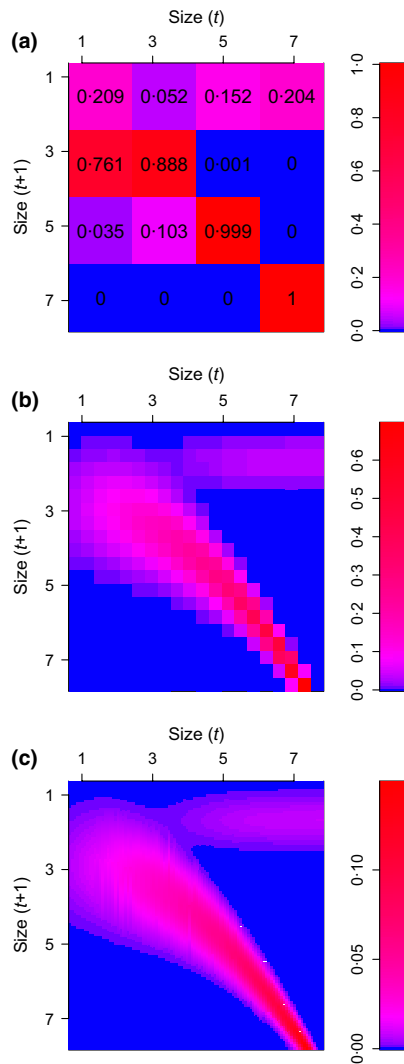 Size (t)
(a)
1 3 5 7
1
3
5
7
Size (t+1)
0·209 0·052 0·152 0·204
0·761 0·888 0·001 0
0·035 0·103 0·999 0
0 0 0 1
0·0 0·2 0·4 0·6 0·8 1·0
Size (t)
(b)
1 3 5 7
1
3
5
7
Size (t+1)
0·0 0·1 0·2 0·3 0·4 0·5 0·6
Size (t)
(c)
1 3 5 7
1
3
5
7
Size (t+1)
0·00 0·05 0·10